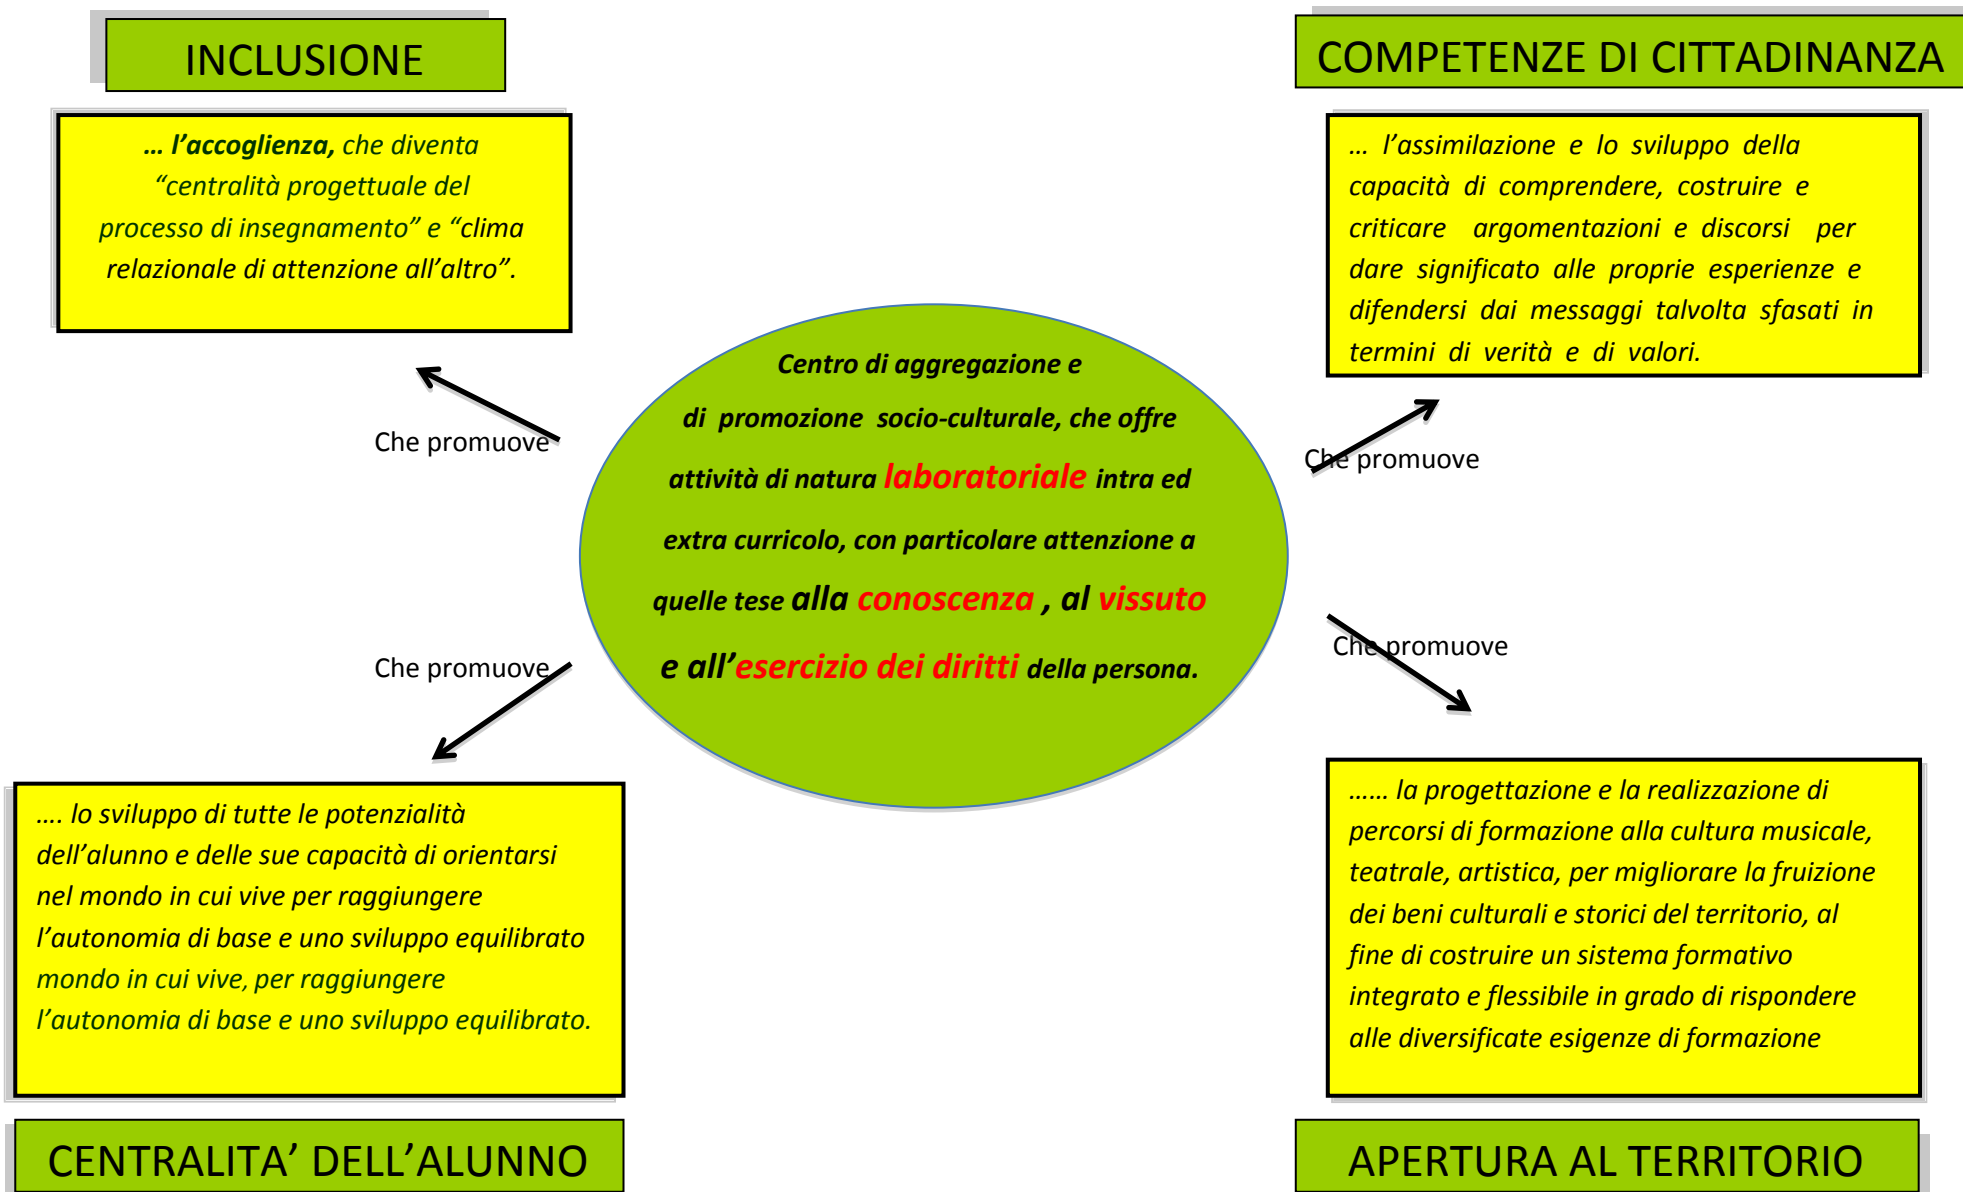 INCLUSIONE
… l’accoglienza, che diventa
“centralità progettuale del
processo di insegnamento” e “clima
relazionale di attenzione all’altro”.
COMPETENZE DI CITTADINANZA
… l’assimilazione e lo sviluppo della
capacità di comprendere, costruire e
criticare argomentazioni e discorsi per
dare significato alle proprie esperienze e
difendersi dai messaggi talvolta sfasati in
termini di verità e di valori.
Che promuove
Che promuove
Centro di aggregazione e
di promozione socio-culturale, che offre
attività di natura laboratoriale intra ed
extra curricolo, con particolare attenzione a
quelle tese alla conoscenza , al vissuto
e all’esercizio dei diritti della persona.
Che promuove
Che promuove
…. lo sviluppo di tutte le potenzialità
dell’alunno e delle sue capacità di orientarsi
nel mondo in cui vive per raggiungere
l’autonomia di base e uno sviluppo equilibrato
mondo in cui vive, per raggiungere
l’autonomia di base e uno sviluppo equilibrato.
CENTRALITA’ DELL’ALUNNO
…… la progettazione e la realizzazione di
percorsi di formazione alla cultura musicale,
teatrale, artistica, per migliorare la fruizione
dei beni culturali e storici del territorio, al
fine di costruire un sistema formativo
integrato e flessibile in grado di rispondere
alle diversificate esigenze di formazione
APERTURA AL TERRITORIO